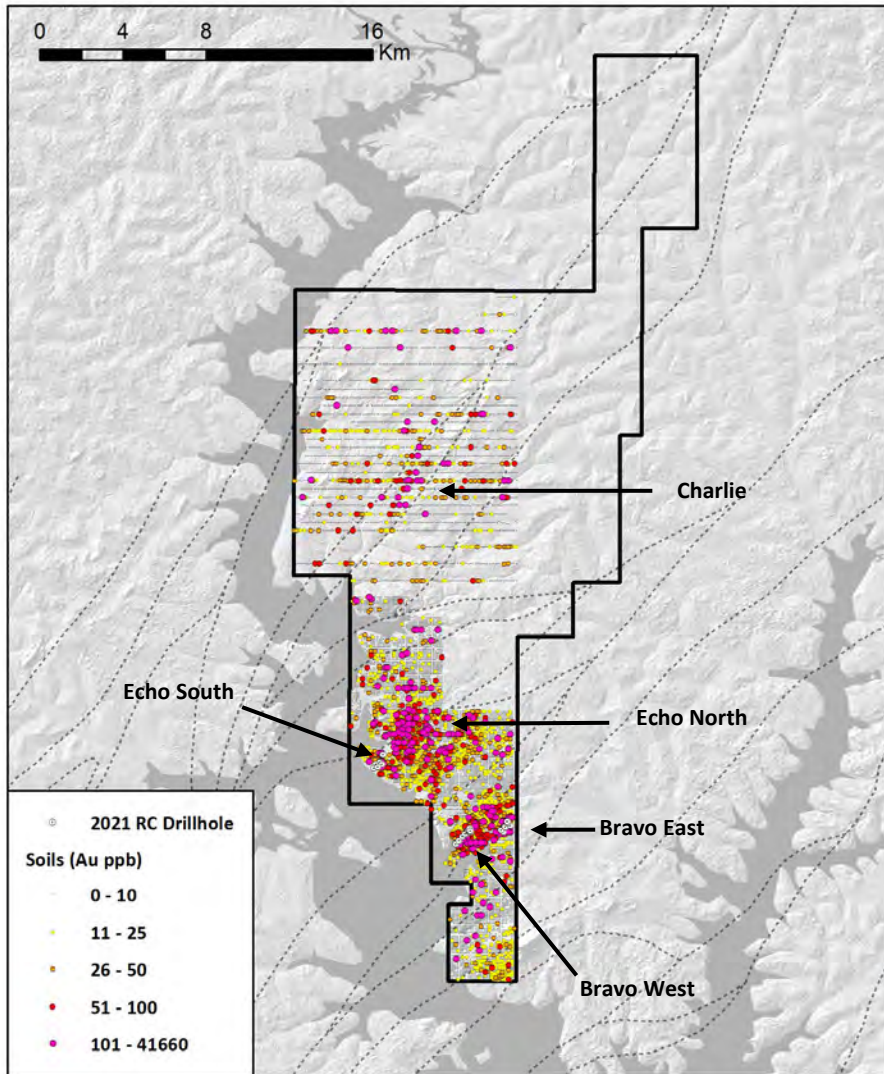 0 4 8 16
Km
Charlie
Echo South
Echo North
Bravo East
Bravo West
2021 RC Drillhole
Soils (Au ppb)
0 - 10
11 - 25
26 - 50
51 - 100
101 - 41660